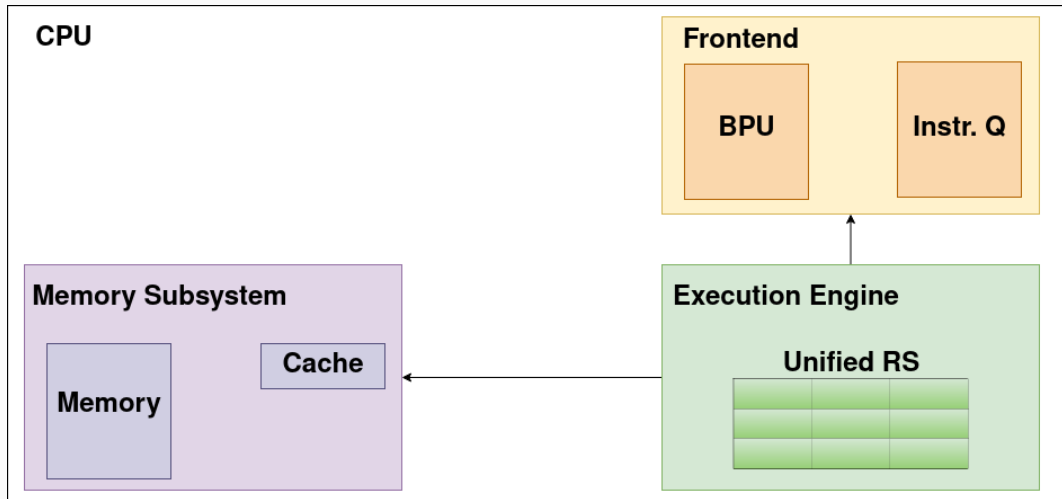 CPU
Frontend
BPU
Instr. Q
Memory Subsystem
Cache
Memory
Execution Engine
Unified RS